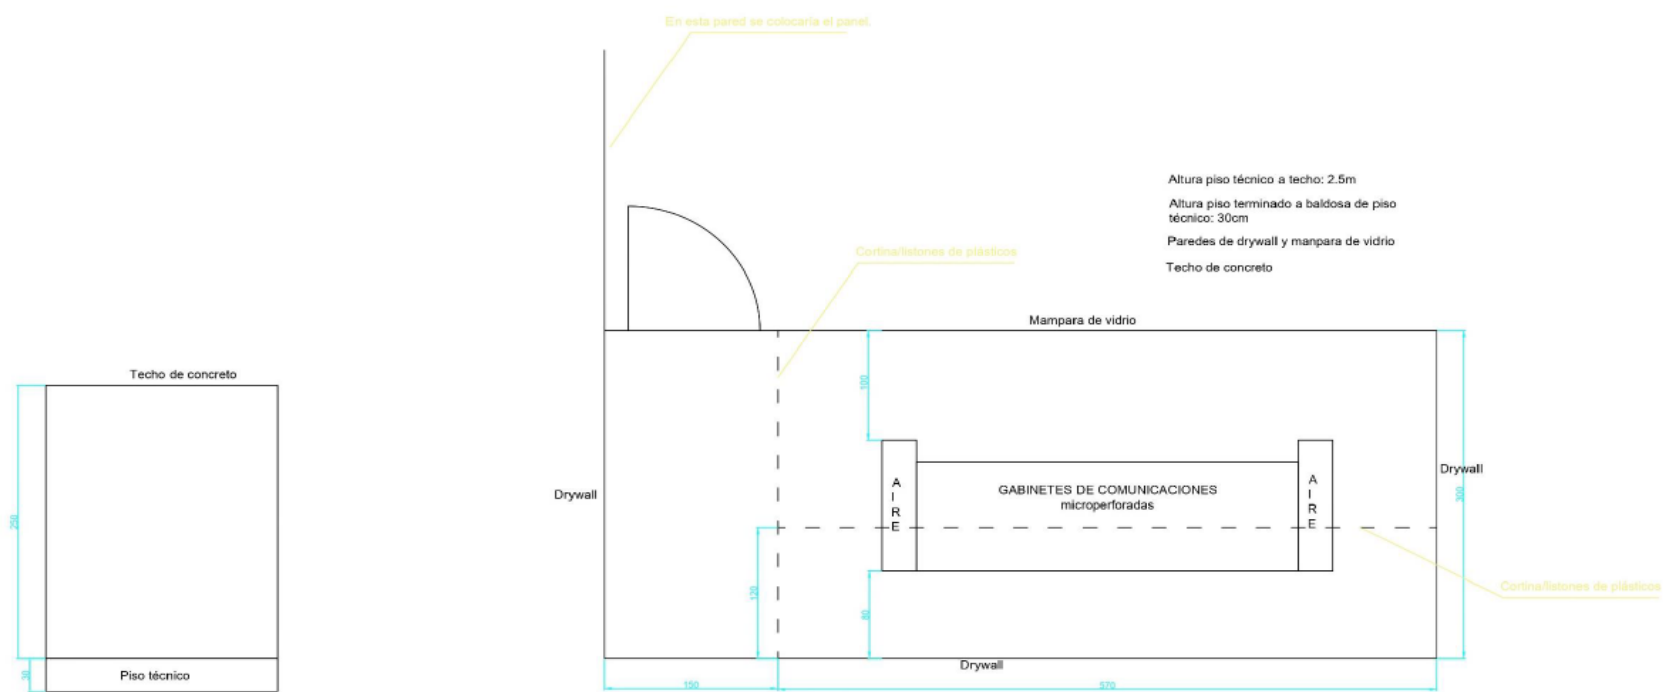 En esta pared se colocaría el panel.
Altura piso técnico a techo: 2.5m
Altura piso terminado a baldosa de piso
técnico: 30cm
Paredes de drywall y manpara de vidrio
Techo de concreto
Cortina/listones de plásticos
Mampara de vidrio
Techo de concreto
250
30
Piso técnico
100
300
Drywall
Drywall
AIRE
GABINETES DE COMUNICACIONES
microperforadas
AIRE
120
80
Cortina/listones de plásticos
Drywall
150
570